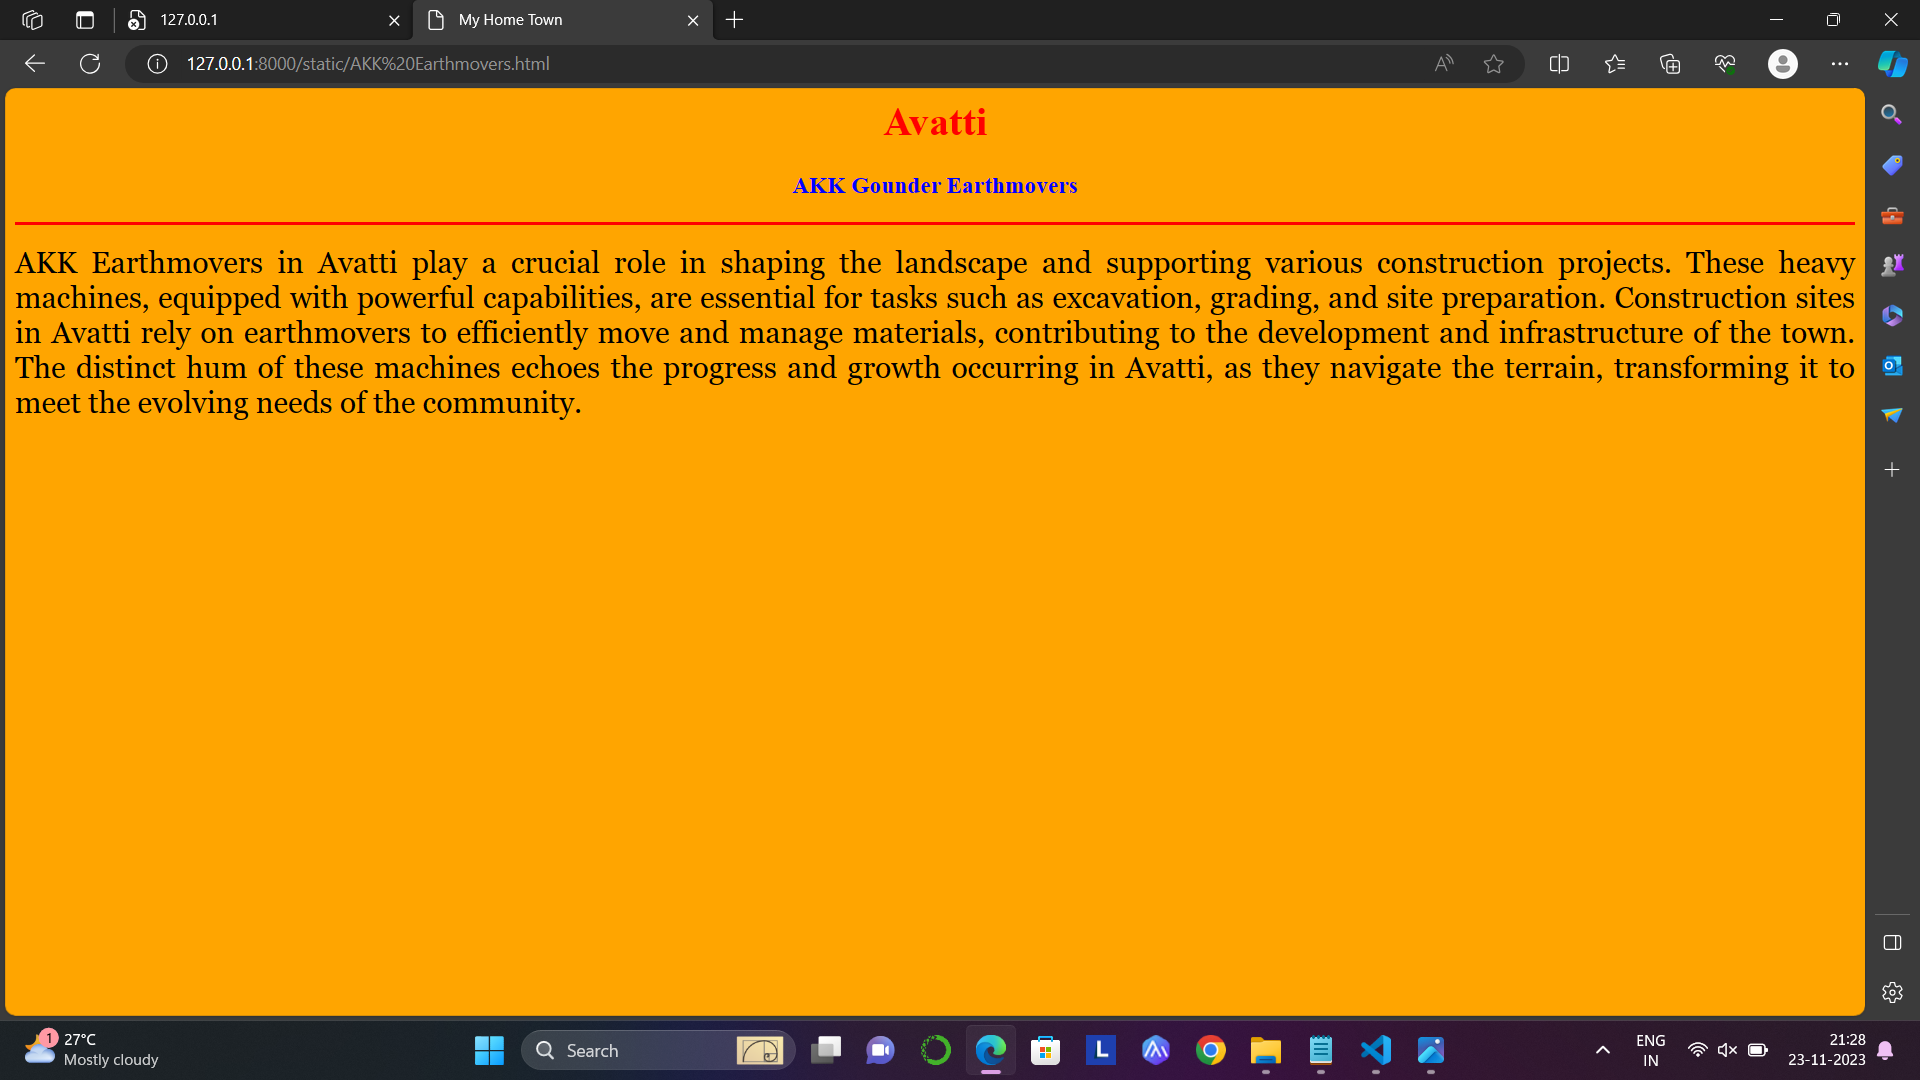 127.0.0.1
My Home Town
127.0.0.1:8000/static/AKK%20Earthmovers.html
Avatti
AKK Gounder Earthmovers
AKK Earthmovers in Avatti play a crucial role in shaping the landscape and supporting various construction projects. These heavy
machines, equipped with powerful capabilities, are essential for tasks such as excavation, grading, and site preparation. Construction sites
in Avatti rely on earthmovers to efficiently move and manage materials, contributing to the development and infrastructure of the town.
The distinct hum of these machines echoes the progress and growth occurring in Avatti, as they navigate the terrain, transforming it to
meet the evolving needs of the community.
1
27°C
Mostly cloudy
Search
L
ENG
IN
21:28
23-11-2023